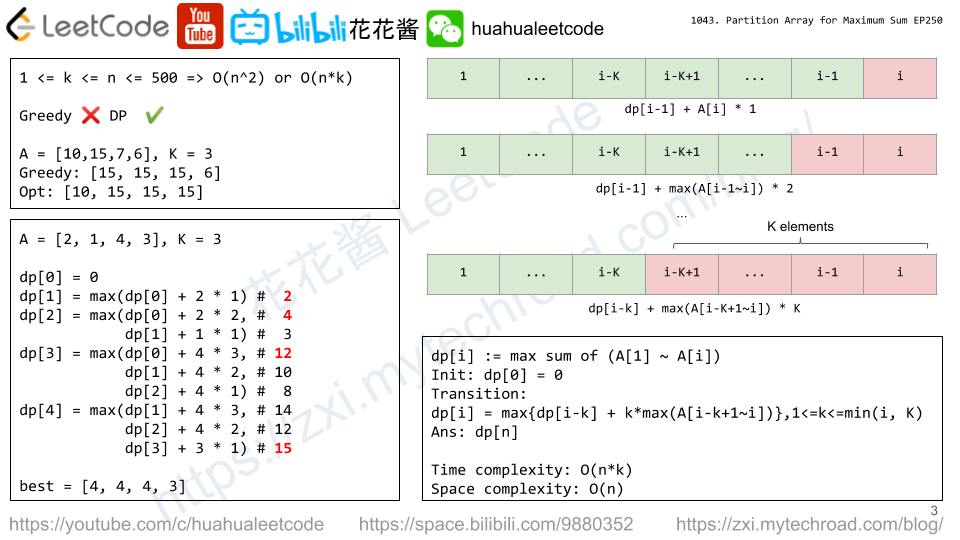 LeetCode You Tube bilibili 花花酱 huahualeetcode
1043. Partition Array for Maximum Sum EP250
1 <= k <= n <= 500 => O(n^2) or O(n*k)
Greedy ❌ DP ✔
A = [10,15,7,6], K = 3
Greedy: [15, 15, 15, 6]
Opt: [10, 15, 15, 15]
A = [2, 1, 4, 3], K = 3
dp[0] = 0
dp[1] = max(dp[0] + 2 * 1) # 2
dp[2] = max(dp[0] + 2 * 2, # 4
dp[1] + 1 * 1) # 3
dp[3] = max(dp[0] + 4 * 3, # 12
dp[1] + 4 * 2, # 10
dp[2] + 4 * 1) # 8
dp[4] = max(dp[1] + 4 * 3, # 14
dp[2] + 4 * 2, # 12
dp[3] + 3 * 1) # 15
best = [4, 4, 4, 3]
1 ... i-K i-K+1 ... i-1 i
dp[i-1] + A[i] * 1
1 ... i-K i-K+1 ... i-1 i
dp[i-1] + max(A[i-1~i]) * 2
...
K elements
1 ... i-K i-K+1 ... i-1 i
dp[i-k] + max(A[i-K+1~i]) * K
dp[i] := max sum of (A[1] ~ A[i])
Init: dp[0] = 0
Transition:
dp[i] = max{dp[i-k] + k*max(A[i-k+1~i])},1<=k<=min(i, K)
Ans: dp[n]
Time complexity: O(n*k)
Space complexity: O(n)
花花酱 LeetCode
https://zxi.mytechroad.com/blog/
3
https://youtube.com/c/huahualeetcode https://space.bilibili.com/9880352 https://zxi.mytechroad.com/blog/